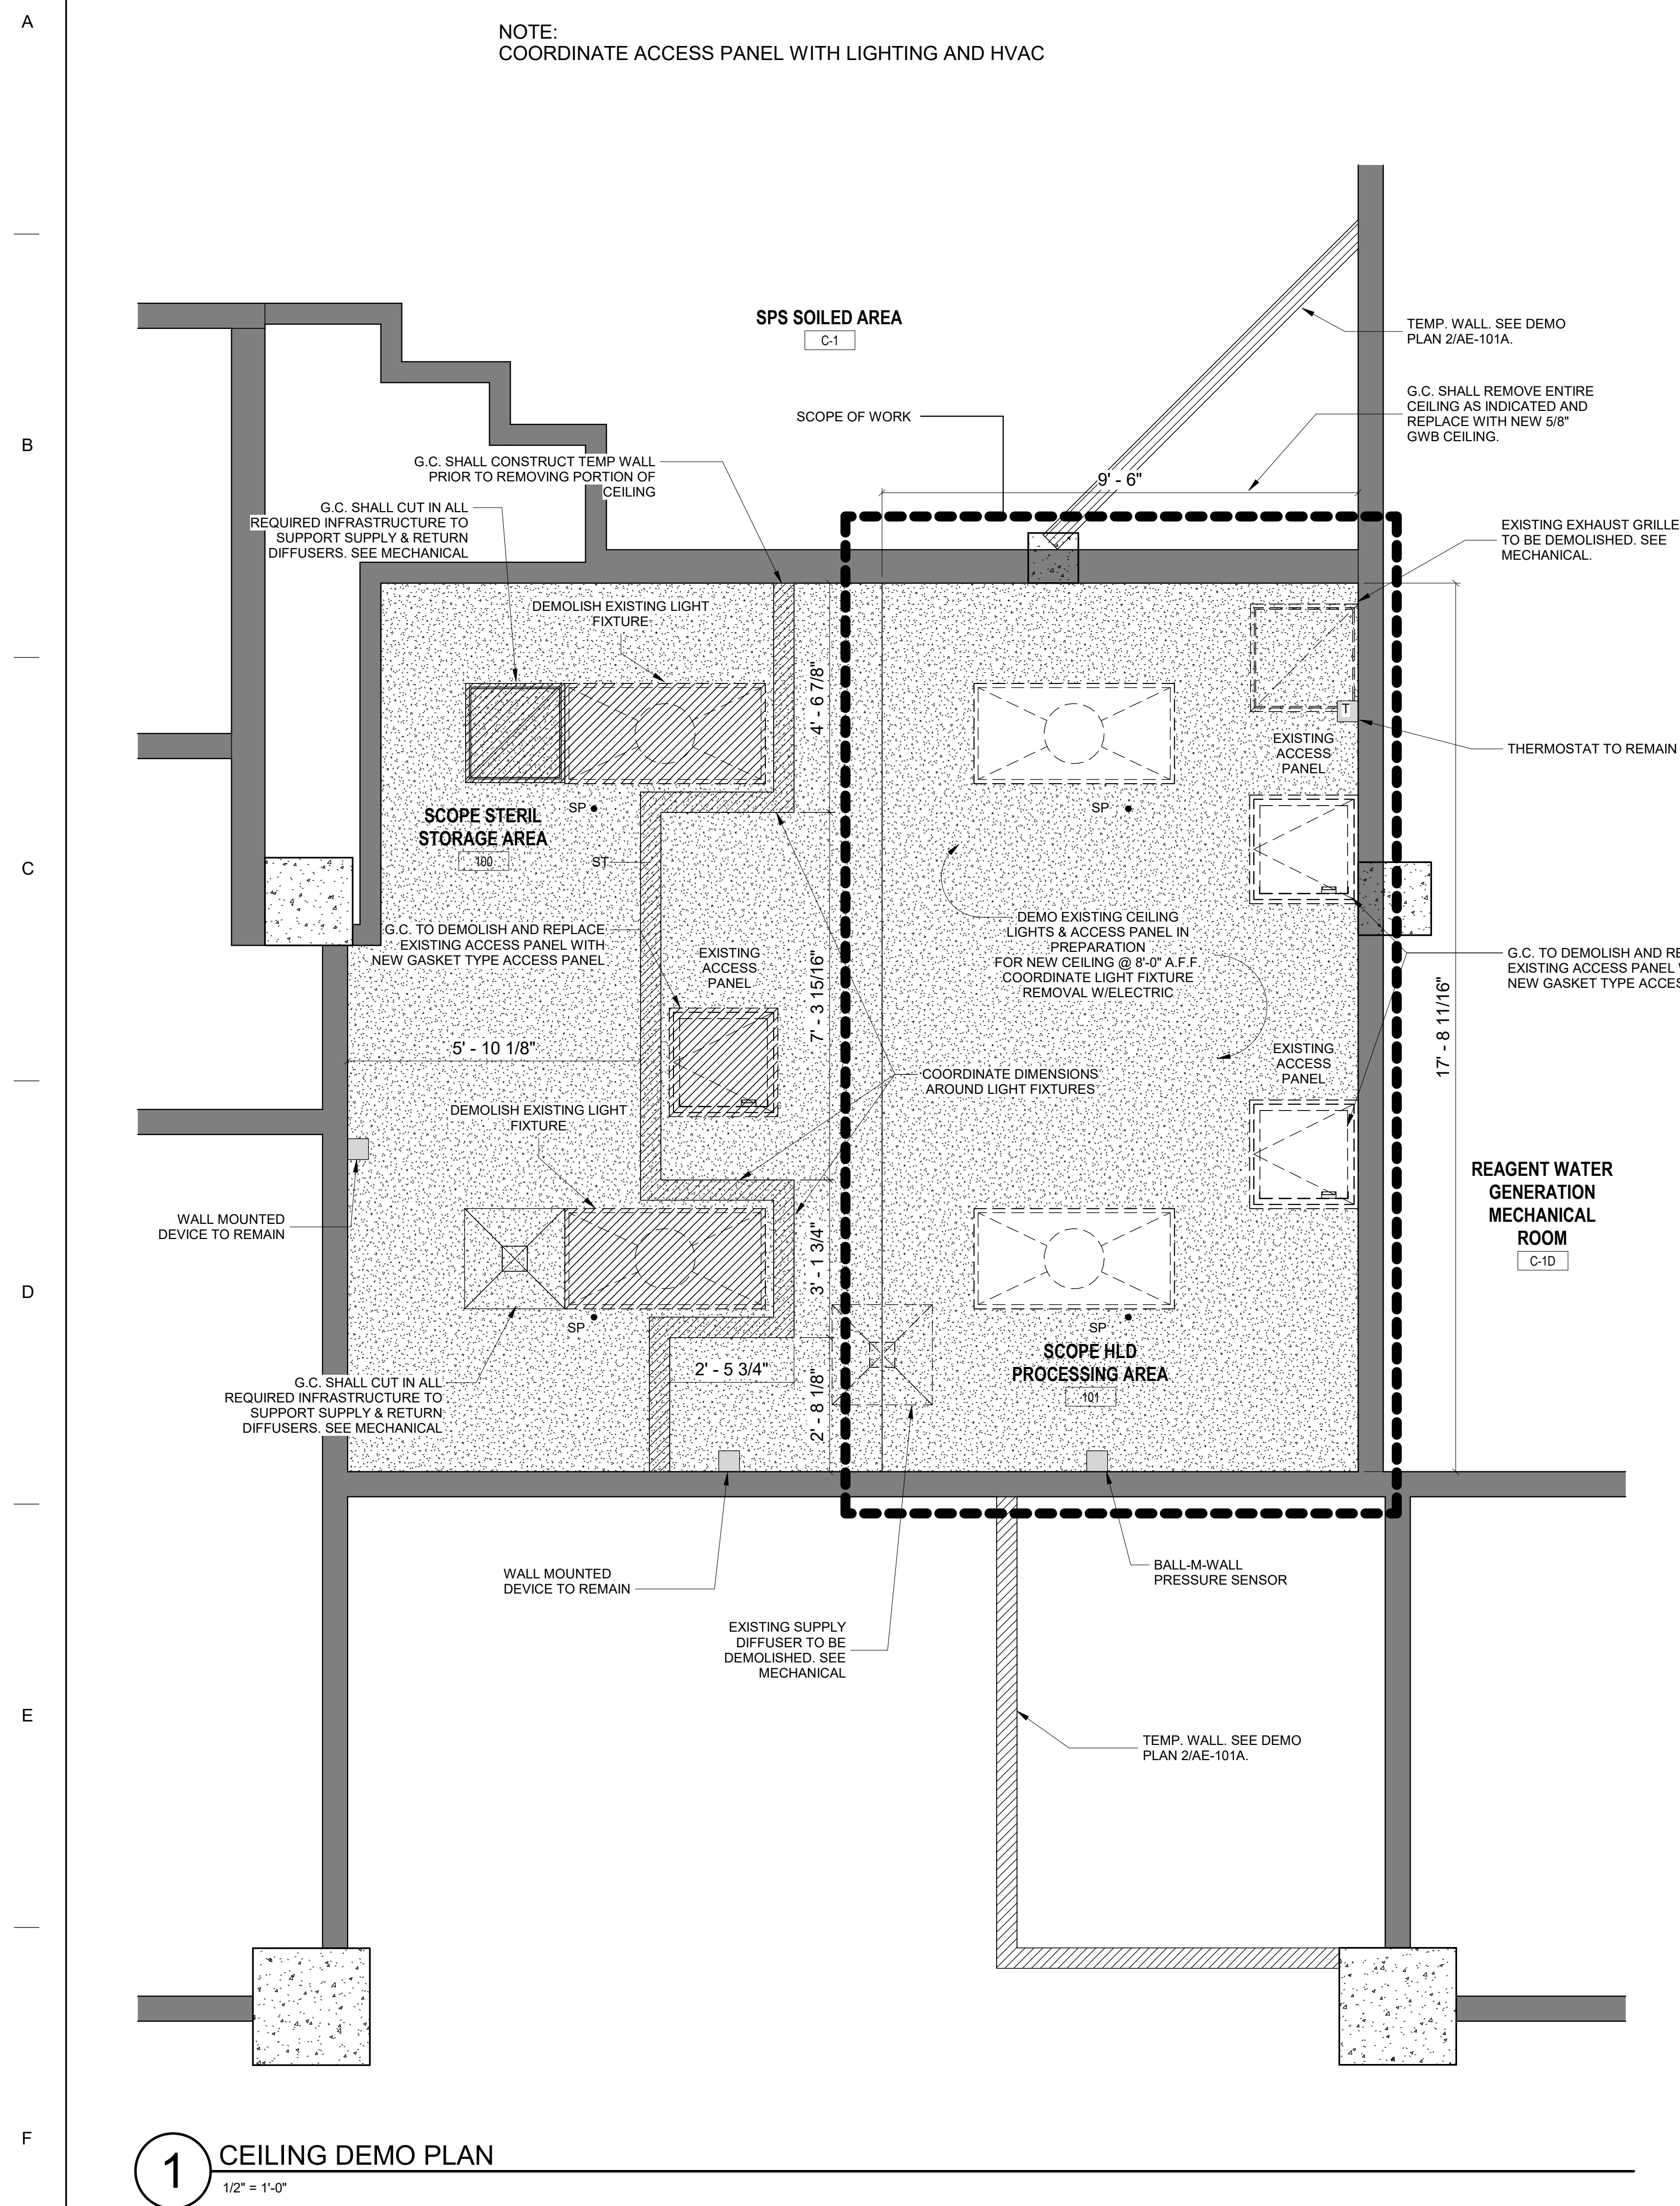 A
NOTE:
COORDINATE ACCESS PANEL WITH LIGHTING AND HVAC
SPS SOILED AREA
C-1
TEMP. WALL. SEE DEMO
PLAN 2/AE-101A.
SCOPE OF WORK
G.C. SHALL REMOVE ENTIRE
CEILING AS INDICATED AND
REPLACE WITH NEW 5/8"
GWB CEILING.
B
G.C. SHALL CONSTRUCT TEMP WALL
PRIOR TO REMOVING PORTION OF
CEILING
9' - 6"
G.C. SHALL CUT IN ALL
REQUIRED INFRASTRUCTURE TO
SUPPORT SUPPLY & RETURN
DIFFUSERS. SEE MECHANICAL
EXISTING EXHAUST GRILLE
TO BE DEMOLISHED. SEE
MECHANICAL.
DEMOLISH EXISTING LIGHT
FIXTURE
4' - 6 7/8"
T
EXISTING
ACCESS
PANEL
THERMOSTAT TO REMAIN
SP
SP
SCOPE STERIL
STORAGE AREA
100
ST
C
G.C. TO DEMOLISH AND REPLACE
EXISTING ACCESS PANEL WITH
NEW GASKET TYPE ACCESS PANEL
EXISTING
ACCESS
PANEL
DEMO EXISTING CEILING
LIGHTS & ACCESS PANEL IN
PREPARATION
FOR NEW CEILING @ 8'-0" A.F.F
COORDINATE LIGHT FIXTURE
REMOVAL W/ELECTRIC
G.C. TO DEMOLISH AND RE
EXISTING ACCESS PANEL
NEW GASKET TYPE ACCES
7' - 3 15/16"
17' - 8 11/16"
5' - 10 1/8"
EXISTING
ACCESS
PANEL
COORDINATE DIMENSIONS
AROUND LIGHT FIXTURES
DEMOLISH EXISTING LIGHT
FIXTURE
REAGENT WATER
GENERATION
MECHANICAL
ROOM
C-1D
WALL MOUNTED
DEVICE TO REMAIN
3' - 1 3/4"
D
SP
SP
SCOPE HLD
PROCESSING AREA
101
2' - 5 3/4"
2' - 8 1/8"
G.C. SHALL CUT IN ALL
REQUIRED INFRASTRUCTURE TO
SUPPORT SUPPLY & RETURN
DIFFUSERS. SEE MECHANICAL
WALL MOUNTED
DEVICE TO REMAIN
BALL-M-WALL
PRESSURE SENSOR
EXISTING SUPPLY
DIFFUSER TO BE
DEMOLISHED. SEE
MECHANICAL
E
TEMP. WALL. SEE DEMO
PLAN 2/AE-101A.
F
1
CEILING DEMO PLAN
1/2" = 1'-0"